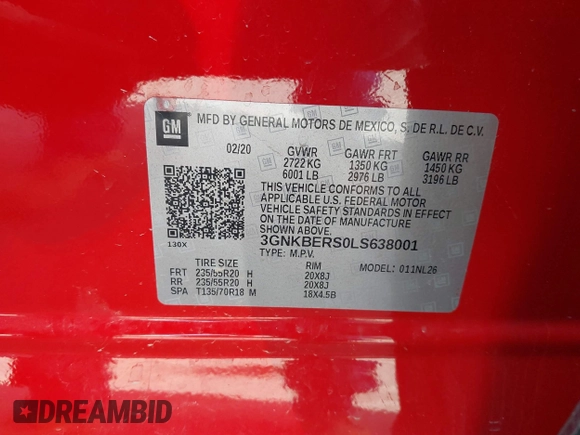 GM
MFD BY GENERAL MOTORS DE MEXICO, S. DE R.L. DE C.V.
02/20 GVWR GAWR FRT GAWR RR
2722 KG 1350 KG 1450 KG
6001 LB 2976 LB 3196 LB
THIS VEHICLE CONFORMS TO ALL
APPLICABLE U.S. FEDERAL MOTOR
VEHICLE SAFETY STANDARDS IN EFFECT
ON THE DATE OF MANUFACTURE
SHOWN ABOVE.
130X 3GNKBERS0LS638001
TYPE: M.P.V. MODEL: 011NL26
TIRE SIZE RIM
FRT 235/55R20 H 20X8J
RR 235/55R20 H 20X8J
SPA T135/70R18 M 18X4.5B
DREAMBID